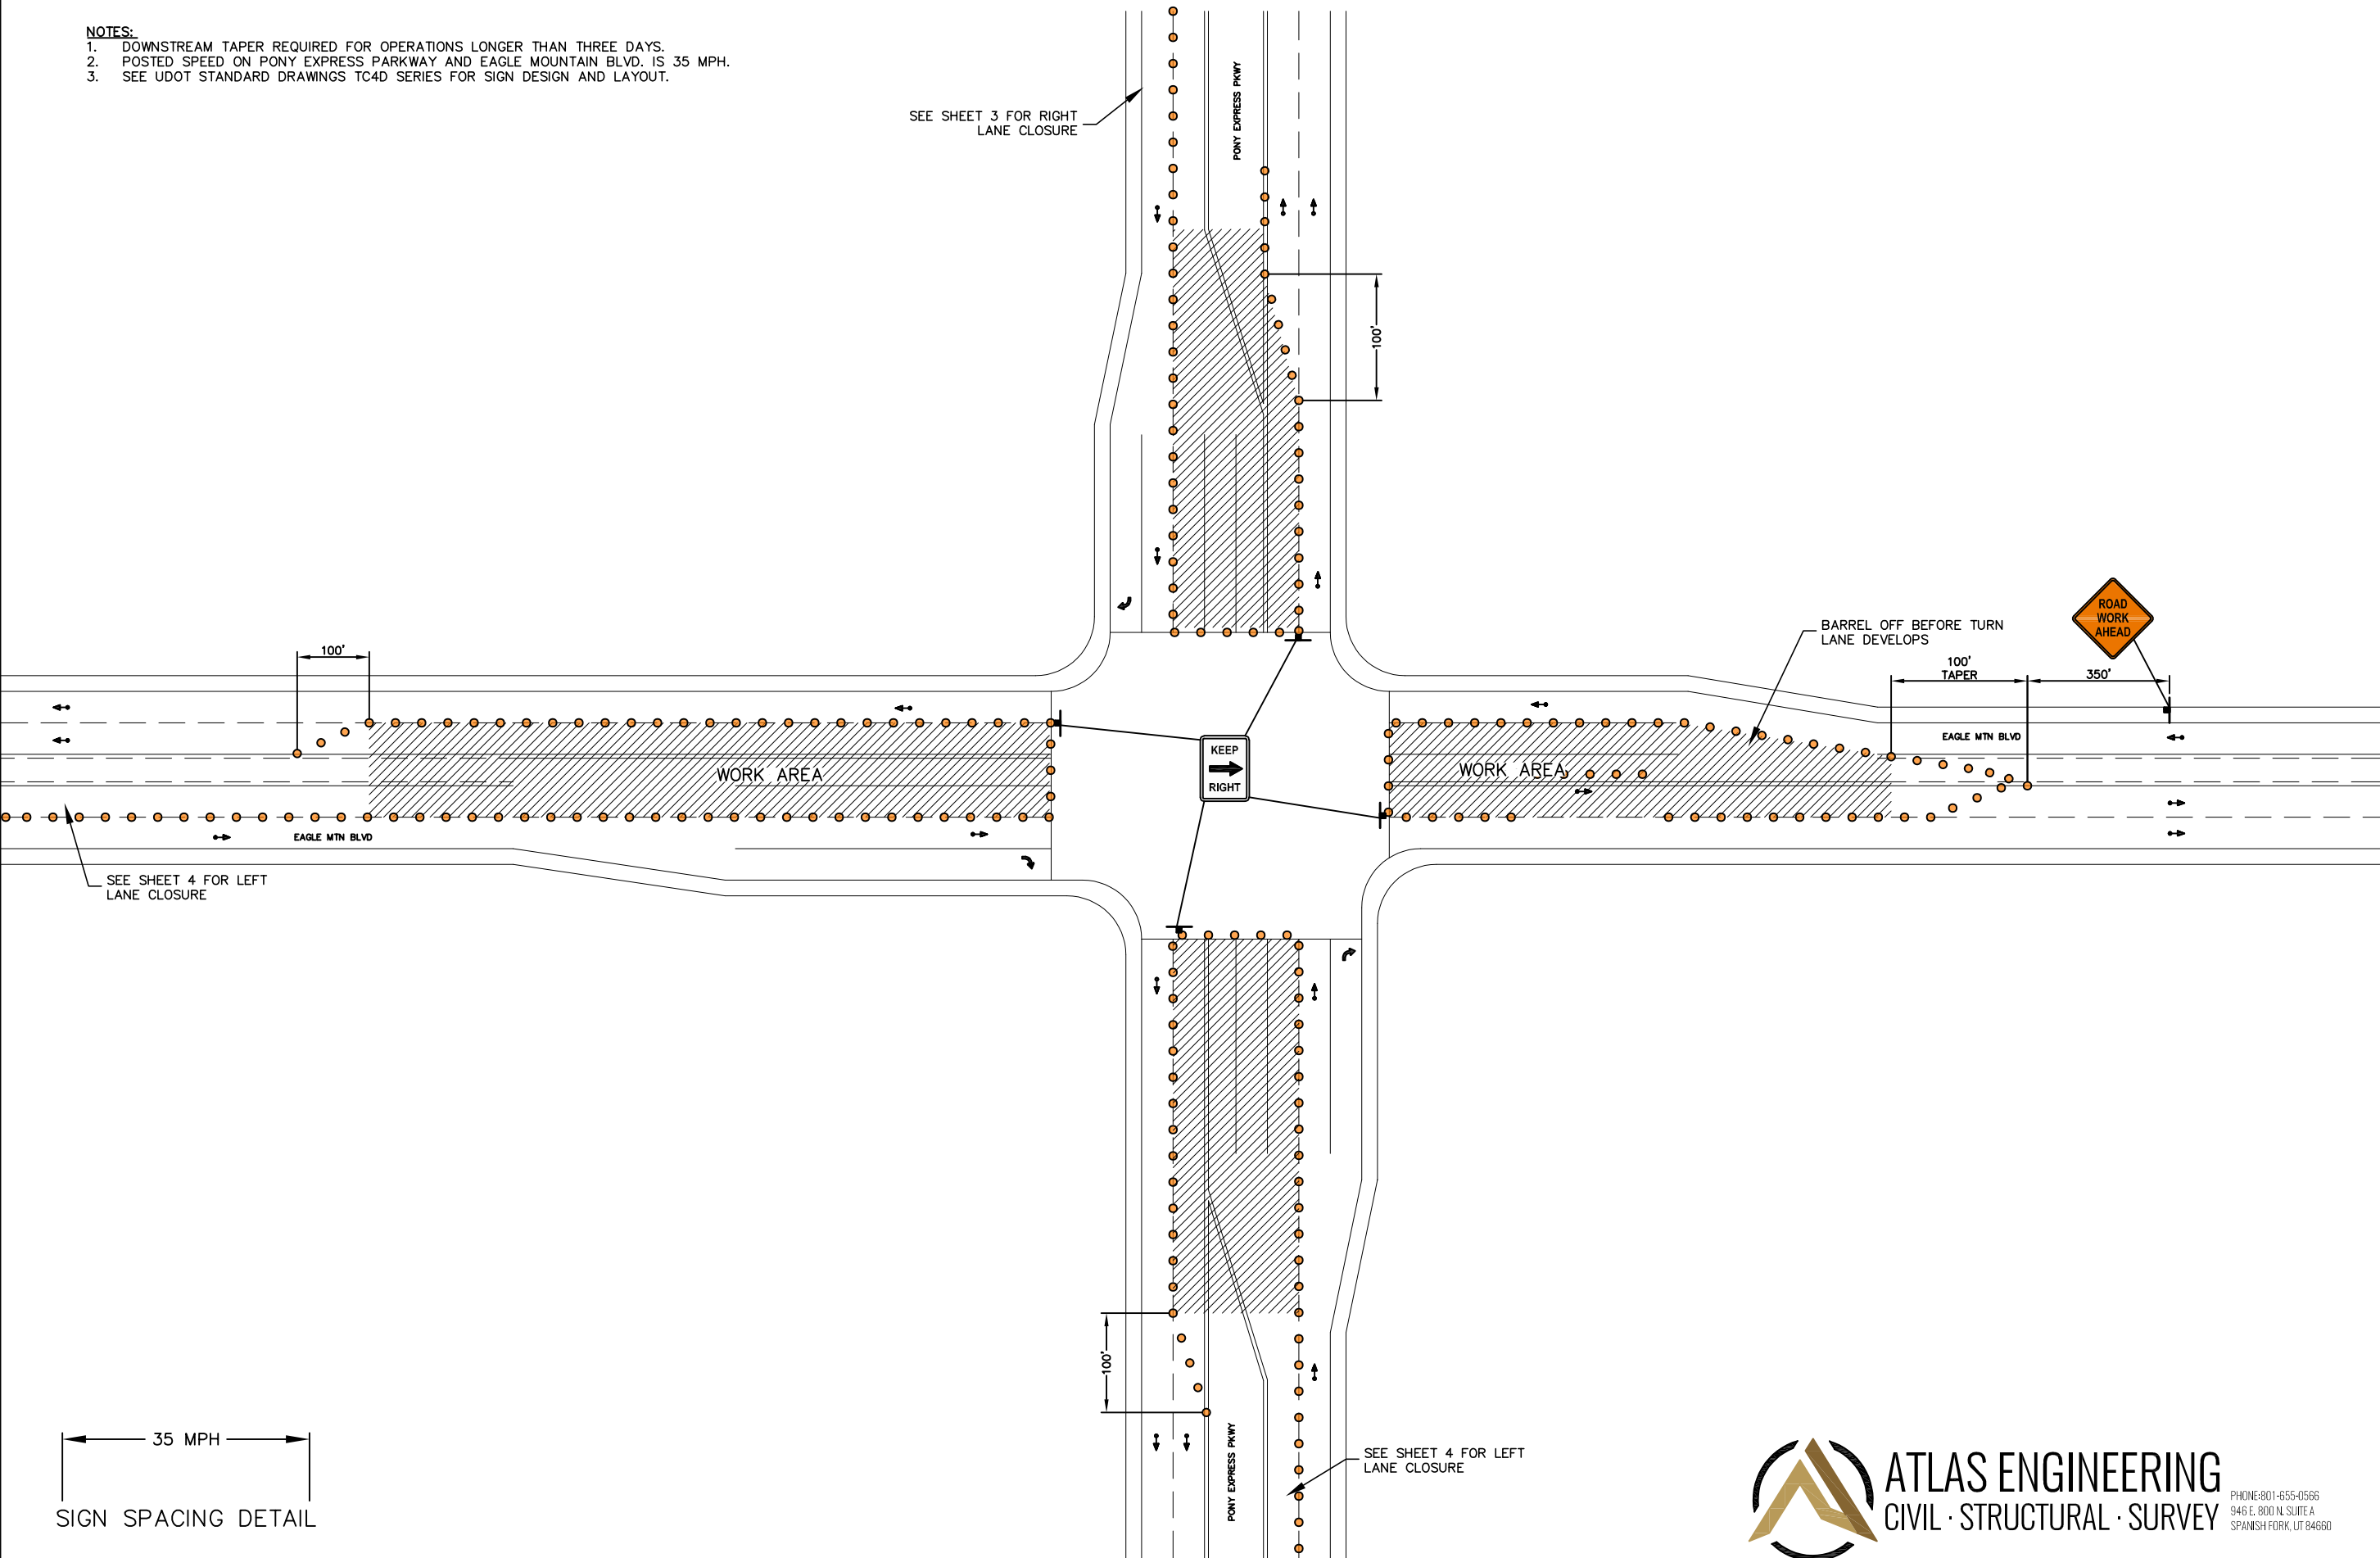 NOTES:
1. DOWNSTREAM TAPER REQUIRED FOR OPERATIONS LONGER THAN THREE DAYS.
2. POSTED SPEED ON PONY EXPRESS PARKWAY AND EAGLE MOUNTAIN BLVD. IS 35 MPH.
3. SEE UDOT STANDARD DRAWINGS TC4D SERIES FOR SIGN DESIGN AND LAYOUT.
SEE SHEET 3 FOR RIGHT
LANE CLOSURE
PONY EXPRESS PKWY
100'
ROAD
WORK
AHEAD
BARREL OFF BEFORE TURN
LANE DEVELOPS
100'
TAPER
350'
100'
EAGLE MTN BLVD
KEEP
RIGHT
WORK AREA
WORK AREA
EAGLE MTN BLVD
SEE SHEET 4 FOR LEFT
LANE CLOSURE
100'
PONY EXPRESS PKWY
SEE SHEET 4 FOR LEFT
LANE CLOSURE
35 MPH
SIGN SPACING DETAIL
ATLAS ENGINEERING
CIVIL · STRUCTURAL · SURVEY
PHONE:801-655-0566
946 E. 800 N. SUITE A
SPANISH FORK, UT 84660